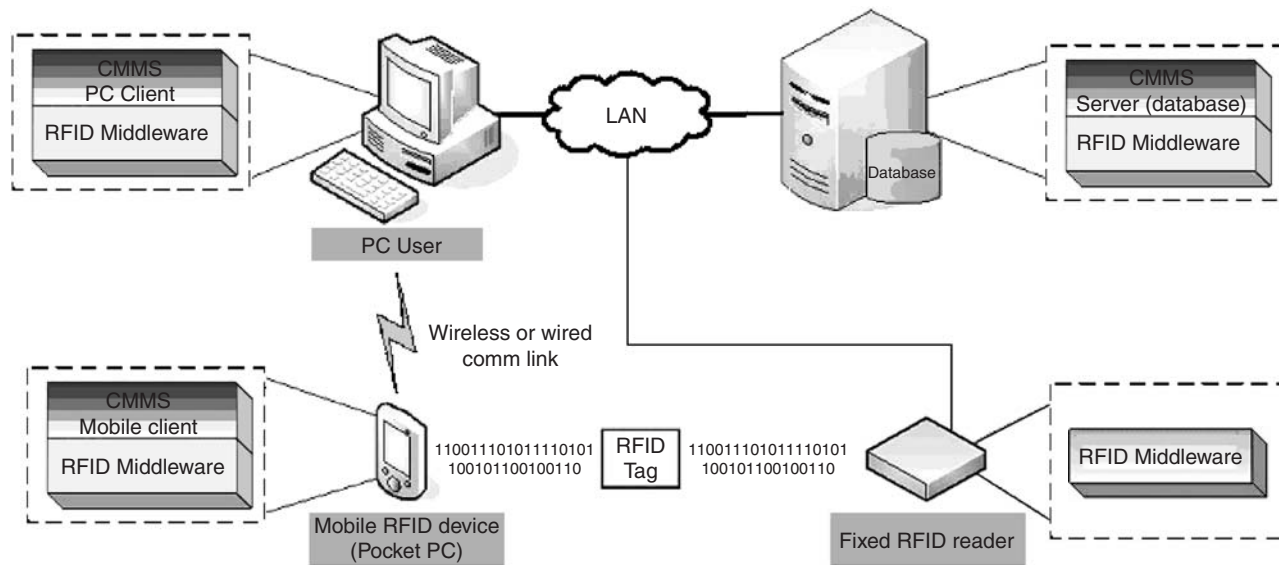 CMMS
PC Client
RFID Middleware
LAN
Database
CMMS
Server (database)
RFID Middleware
PC User
Wireless or wired
comm link
CMMS
Mobile client
RFID Middleware
110011101011110101
100101100100110
RFID
Tag
110011101011110101
100101100100110
RFID Middleware
Mobile RFID device
(Pocket PC)
Fixed RFID reader